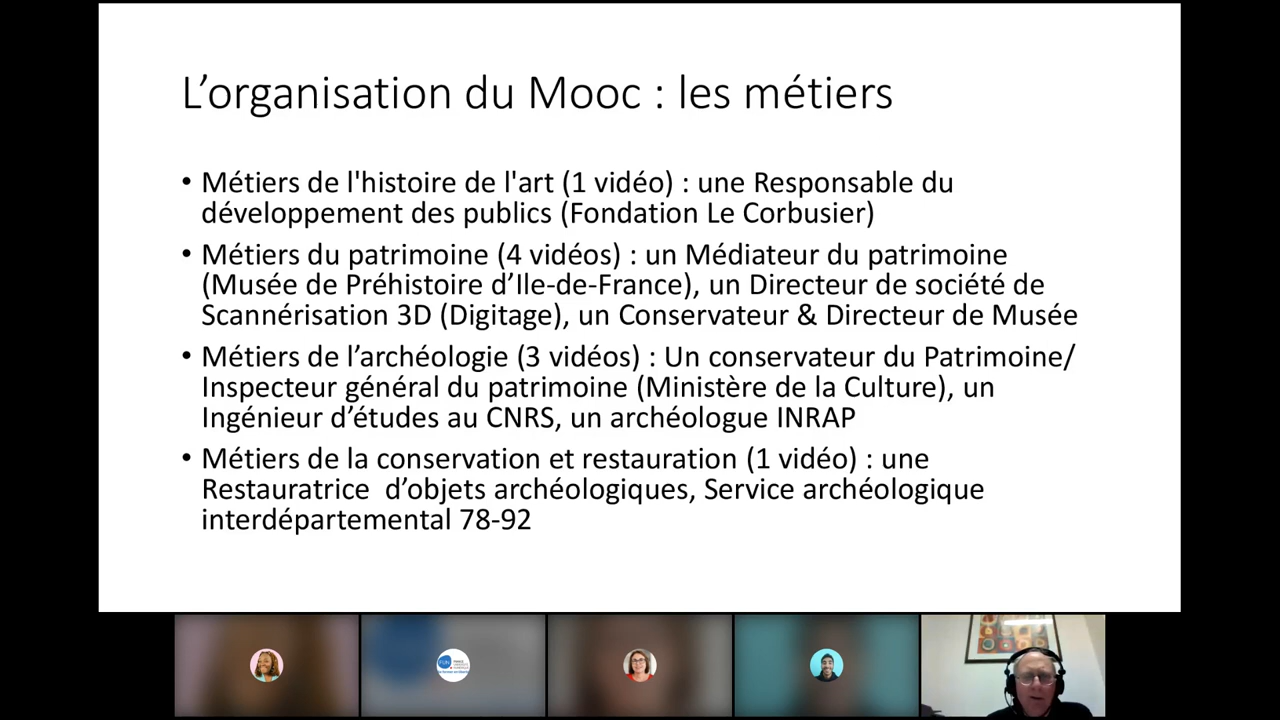 L’organisation du Mooc : les métiers
• Métiers de l'histoire de l'art (1 vidéo) : une Responsable du
développement des publics (Fondation Le Corbusier)
• Métiers du patrimoine (4 vidéos) : un Médiateur du patrimoine
(Musée de Préhistoire d’Ile-de-France), un Directeur de société de
Scannérisation 3D (Digitage), un Conservateur & Directeur de Musée
• Métiers de l’archéologie (3 vidéos) : Un conservateur du Patrimoine/
Inspecteur général du patrimoine (Ministère de la Culture), un
Ingénieur d’études au CNRS, un archéologue INRAP
• Métiers de la conservation et restauration (1 vidéo) : une
Restauratrice  d’objets archéologiques, Service archéologique
interdépartemental 78-92
FUN